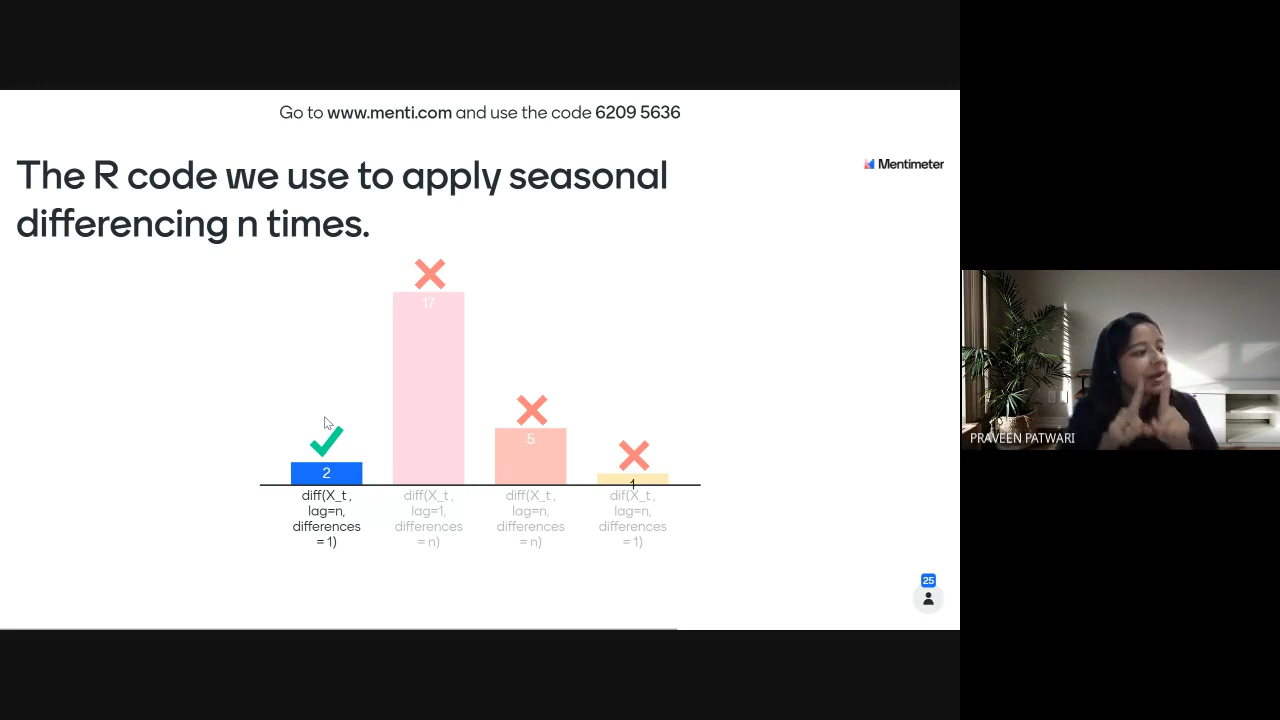 Go to www.menti.com and use the code 6209 5636
Mentimeter
The R code we use to apply seasonal
differencing n times.
17
5
2
1
diff(X_t ,
lag=n,
differences
= 1)
diff(X_t ,
lag=1,
differences
= n)
diff(X_t ,
lag=n,
differences
= n)
dif(X_t ,
lag=n,
differences
= 1)
25
PRAVEEN PATWARI